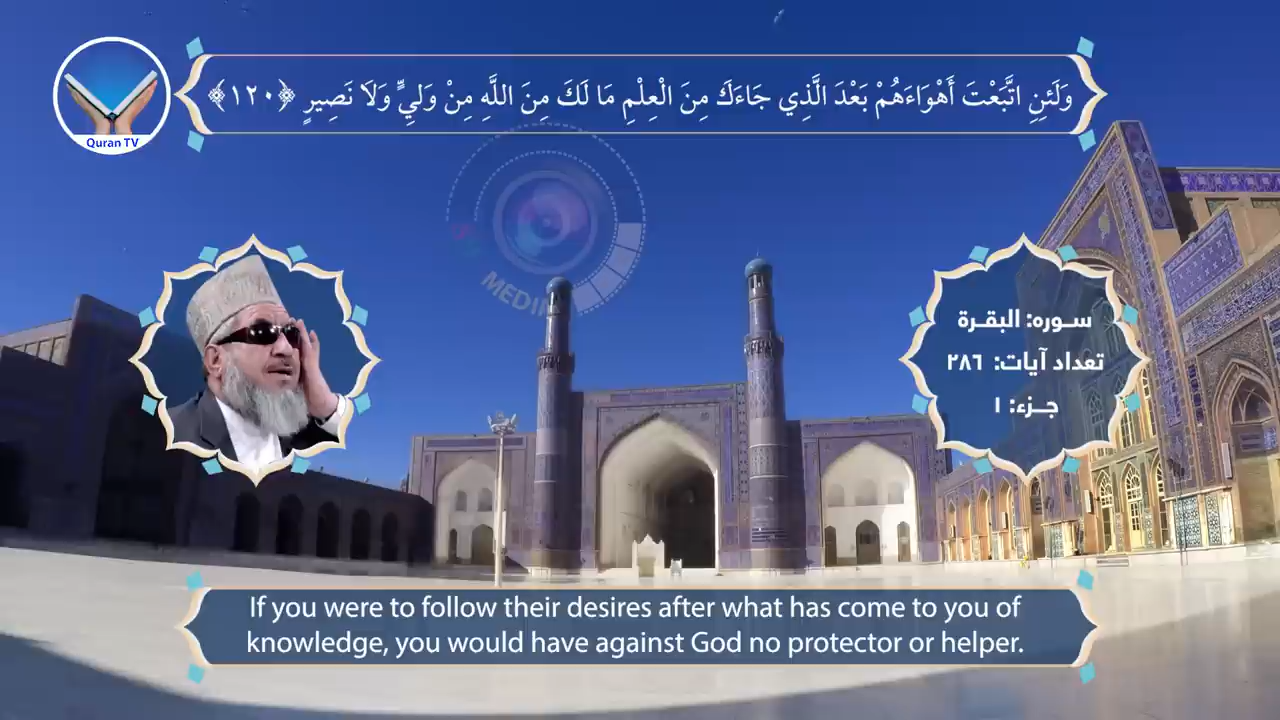 وَلَئِنِ اتَّبَعْتَ أَهْوَاءَهُمْ بَعْدَ الَّذِي جَاءَكَ مِنَ الْعِلْمِ مَا لَكَ مِنَ اللَّهِ مِنْ وَلِيٍّ وَلَا نَصِيرٍ ﴿١٢٠﴾
Quran TV
MEDI
سوره: البقرة
تعداد آیات: ٢٨٦
جزء: ١
If you were to follow their desires after what has come to you of
knowledge, you would have against God no protector or helper.